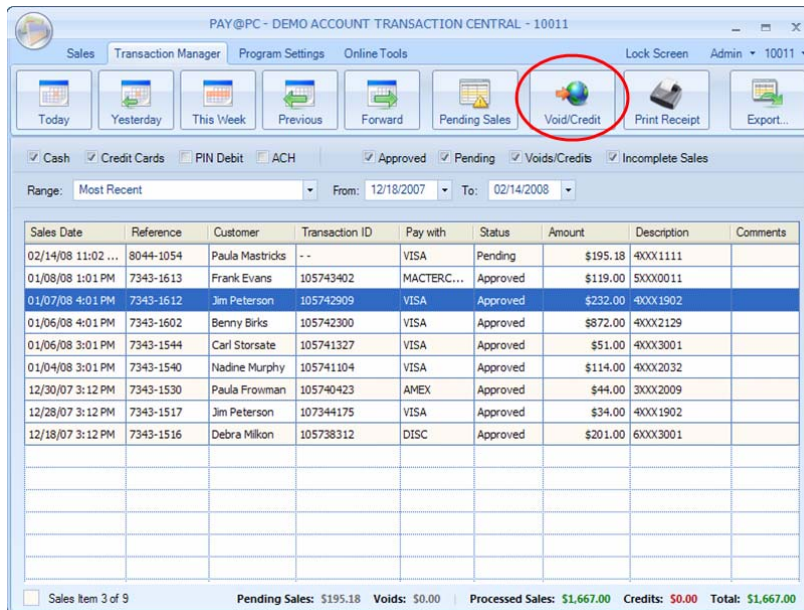 PAY@PC - DEMO ACCOUNT TRANSACTION CENTRAL - 10011
Sales Transaction Manager Program Settings Online Tools Lock Screen Admin 10011
Today Yesterday This Week Previous Forward Pending Sales Void/Credit Print Receipt Export...
Cash Credit Cards PIN Debit ACH Approved Pending Voids/Credits Incomplete Sales
Range: Most Recent From: 12/18/2007 To: 02/14/2008
Sales Date Reference Customer Transaction ID Pay with Status Amount Description Comments
02/14/08 11:02 ... 8044-1054 Paula Mastricks -- VISA Pending $195.18 4XXX1111
01/08/08 1:01 PM 7343-1613 Frank Evans 105743402 MACTERC... Approved $119.00 5XXX0011
01/07/08 4:01 PM 7343-1612 Jim Peterson 105742909 VISA Approved $232.00 4XXX1902
01/06/08 4:01 PM 7343-1602 Benny Birks 105742300 VISA Approved $872.00 4XXX2129
01/06/08 3:01 PM 7343-1544 Carl Storsate 105741327 VISA Approved $51.00 4XXX3001
01/04/08 3:01 PM 7343-1540 Nadine Murphy 105741104 VISA Approved $114.00 4XXX2032
12/30/07 3:12 PM 7343-1530 Paula Frowman 105740423 AMEX Approved $44.00 3XXX2009
12/28/07 3:12 PM 7343-1517 Jim Peterson 107344175 VISA Approved $34.00 4XXX1902
12/18/07 3:12 PM 7343-1516 Debra Milkon 105738312 DISC Approved $201.00 6XXX3001
Sales Item 3 of 9 Pending Sales: $195.18 Voids: $0.00 Processed Sales: $1,667.00 Credits: $0.00 Total: $1,667.00